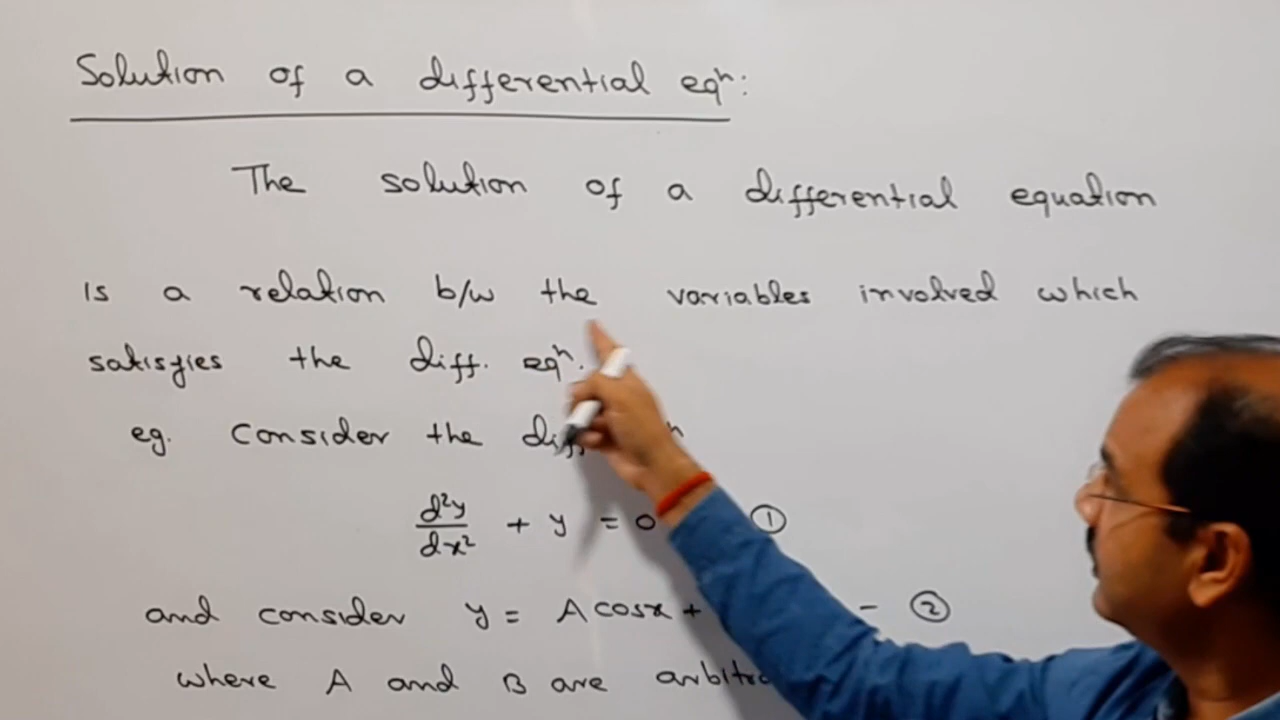 Solution of a differential eqⁿ:
The solution of a differential equation
is a relation b/w the variables involved which
satisfies the diff. eqⁿ.
eg. Consider the diff
d²y/dx² + y = 0 ①
and consider y = A cosx + - ②
where A and B are